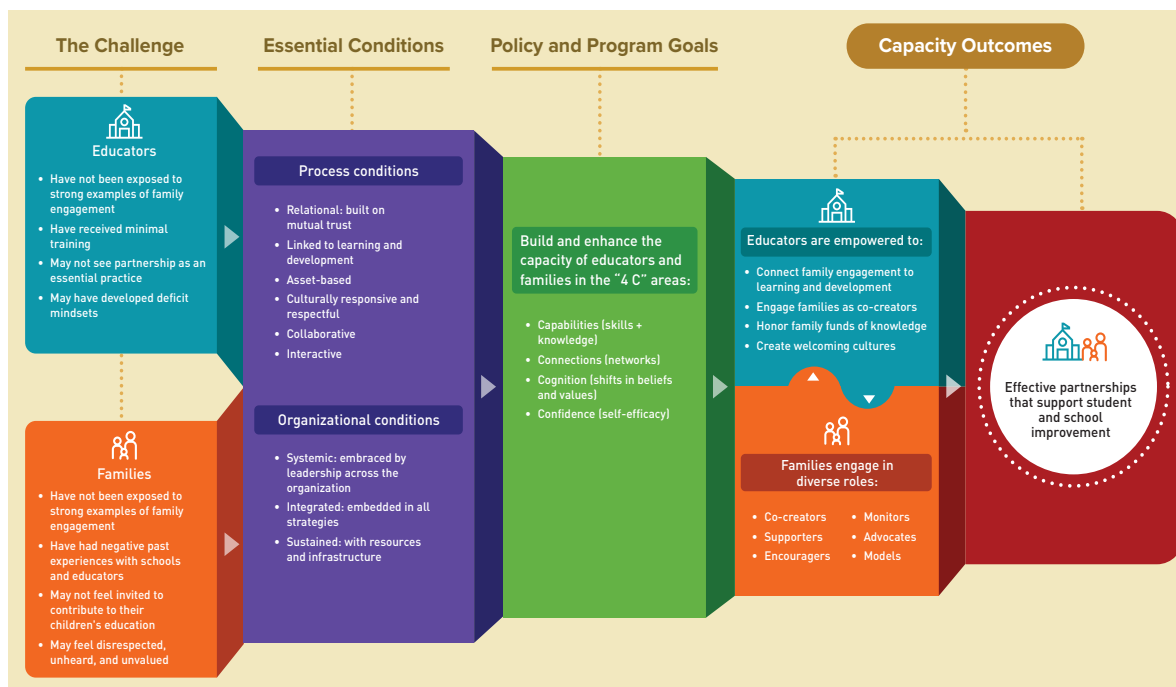 The Challenge
Essential Conditions
Policy and Program Goals
Capacity Outcomes
Educators
• Have not been exposed to
strong examples of family
engagement
• Have received minimal
training
• May not see partnership as an
essential practice
• May have developed deficit
mindsets
Families
• Have not been exposed to
strong examples of family
engagement
• Have had negative past
experiences with schools
and educators
• May not feel invited to
contribute to their
children's education
• May feel disrespected,
unheard, and unvalued
Process conditions
• Relational: built on
mutual trust
• Linked to learning and
development
• Asset-based
• Culturally responsive and
respectful
• Collaborative
• Interactive
Organizational conditions
• Systemic: embraced by
leadership across the
organization
• Integrated: embedded in all
strategies
• Sustained: with resources
and infrastructure
Build and enhance the
capacity of educators and
families in the “4 C” areas:
• Capabilities (skills +
knowledge)
• Connections (networks)
• Cognition (shifts in beliefs
and values)
• Confidence (self-efficacy)
Educators are empowered to:
• Connect family engagement to
learning and development
• Engage families as co-creators
• Honor family funds of knowledge
• Create welcoming cultures
Families engage in
diverse roles:
• Co-creators
• Supporters
• Encouragers
• Monitors
• Advocates
• Models
Effective partnerships
that support student
and school
improvement